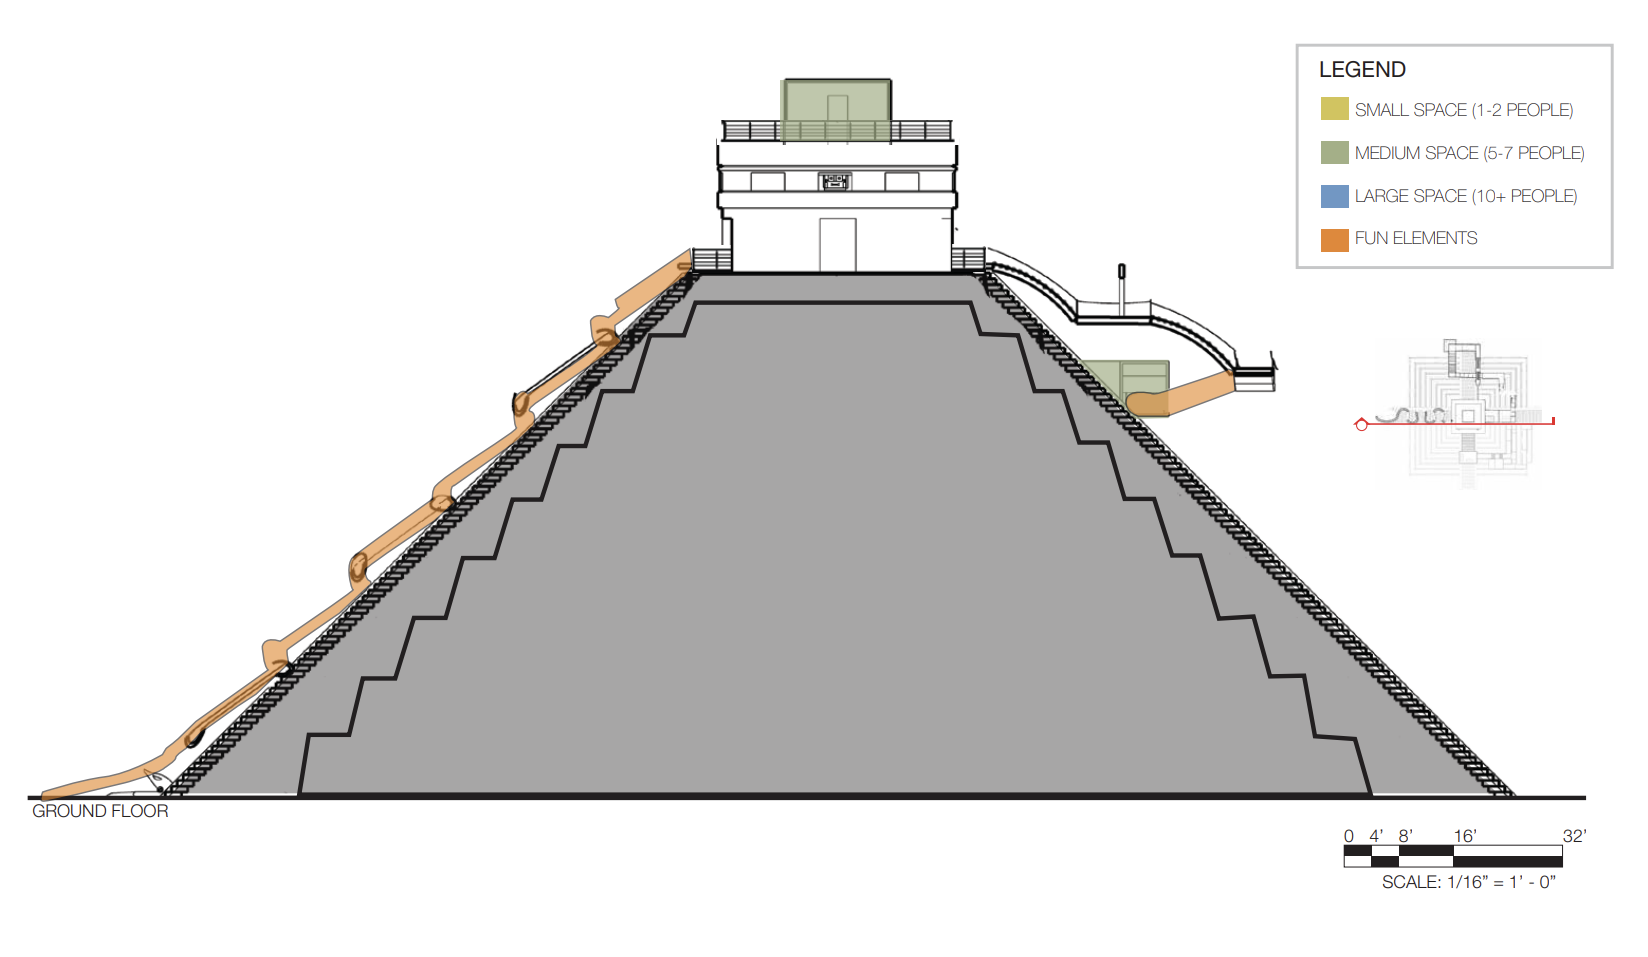 LEGEND
SMALL SPACE (1-2 PEOPLE)
MEDIUM SPACE (5-7 PEOPLE)
LARGE SPACE (10+ PEOPLE)
FUN ELEMENTS
GROUND FLOOR
0 4’ 8’ 16’ 32’
SCALE: 1/16” = 1’ - 0”